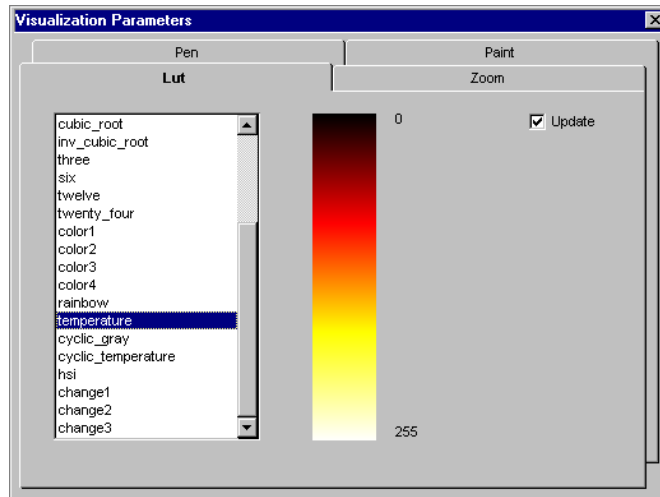 Visualization Parameters
Pen
Paint
Lut
Zoom
cubic_root
inv_cubic_root
three
six
twelve
twenty_four
color1
color2
color3
color4
rainbow
temperature
cyclic_gray
cyclic_temperature
hsi
change1
change2
change3
0
255
Update